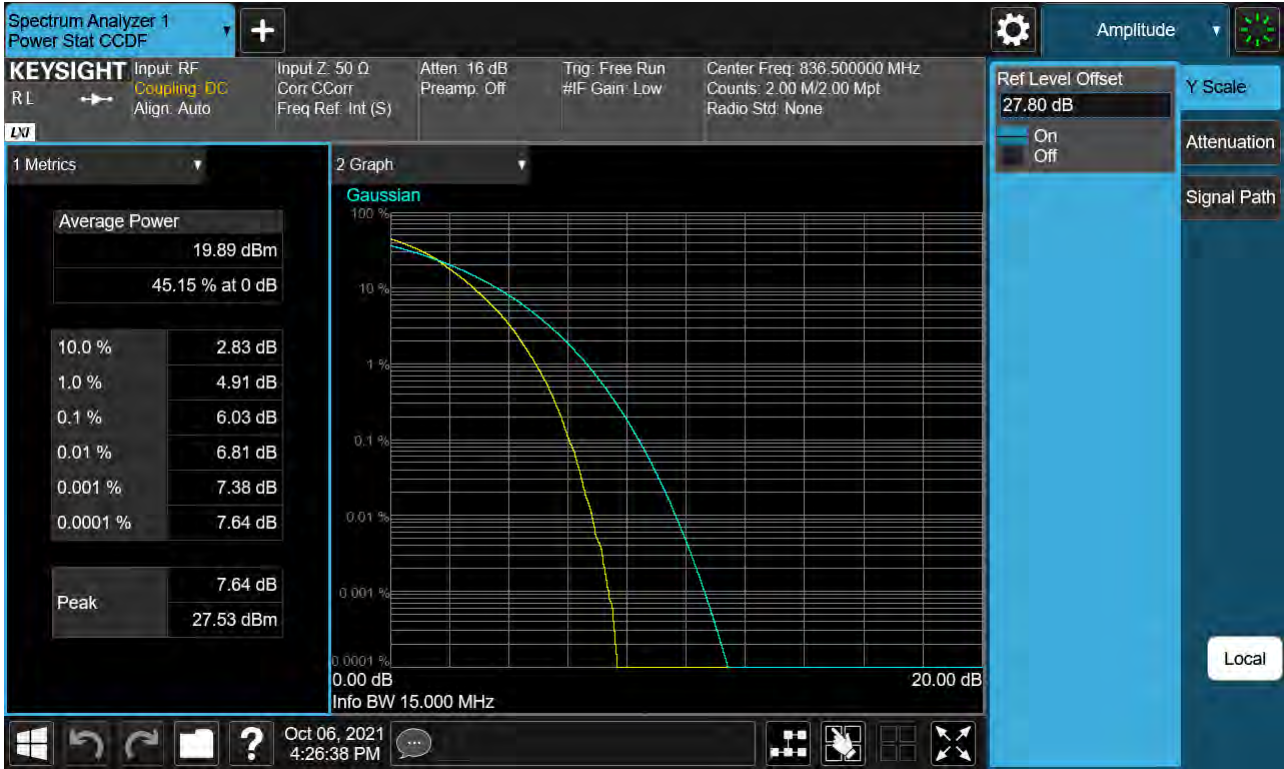 Spectrum Analyzer 1
Power Stat CCDF
+
Amplitude
KEYSIGHT
R L
LXI
Input: RF
Coupling: DC
Align: Auto
Input Z: 50 Ω
Corr CCorr
Freq Ref: Int (S)
Atten: 16 dB
Preamp: Off
Trig: Free Run
#IF Gain: Low
Center Freq: 836.500000 MHz
Counts: 2.00 M/2.00 Mpt
Radio Std: None
Ref Level Offset
27.80 dB
On
Off
Y Scale
Attenuation
Signal Path
Local
1 Metrics
Average Power
19.89 dBm
45.15 % at 0 dB
10.0 % 2.83 dB
1.0 % 4.91 dB
0.1 % 6.03 dB
0.01 % 6.81 dB
0.001 % 7.38 dB
0.0001 % 7.64 dB
Peak
7.64 dB
27.53 dBm
2 Graph
Gaussian
100 %
10 %
1 %
0.1 %
0.01 %
0.001 %
0.0001 %
0.00 dB 20.00 dB
Info BW 15.000 MHz
?
Oct 06, 2021
4:26:38 PM